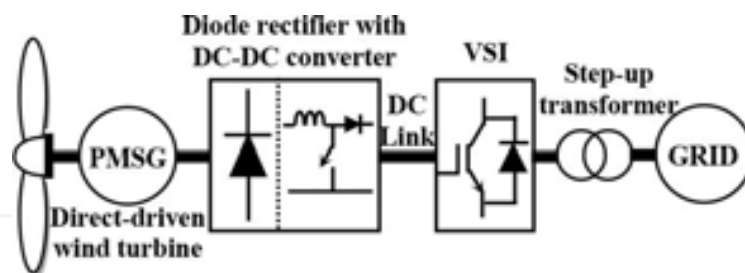 Diode rectifier with
DC-DC converter
VSI
Step-up
transformer
DC
Link
PMSG
GRID
Direct-driven
wind turbine